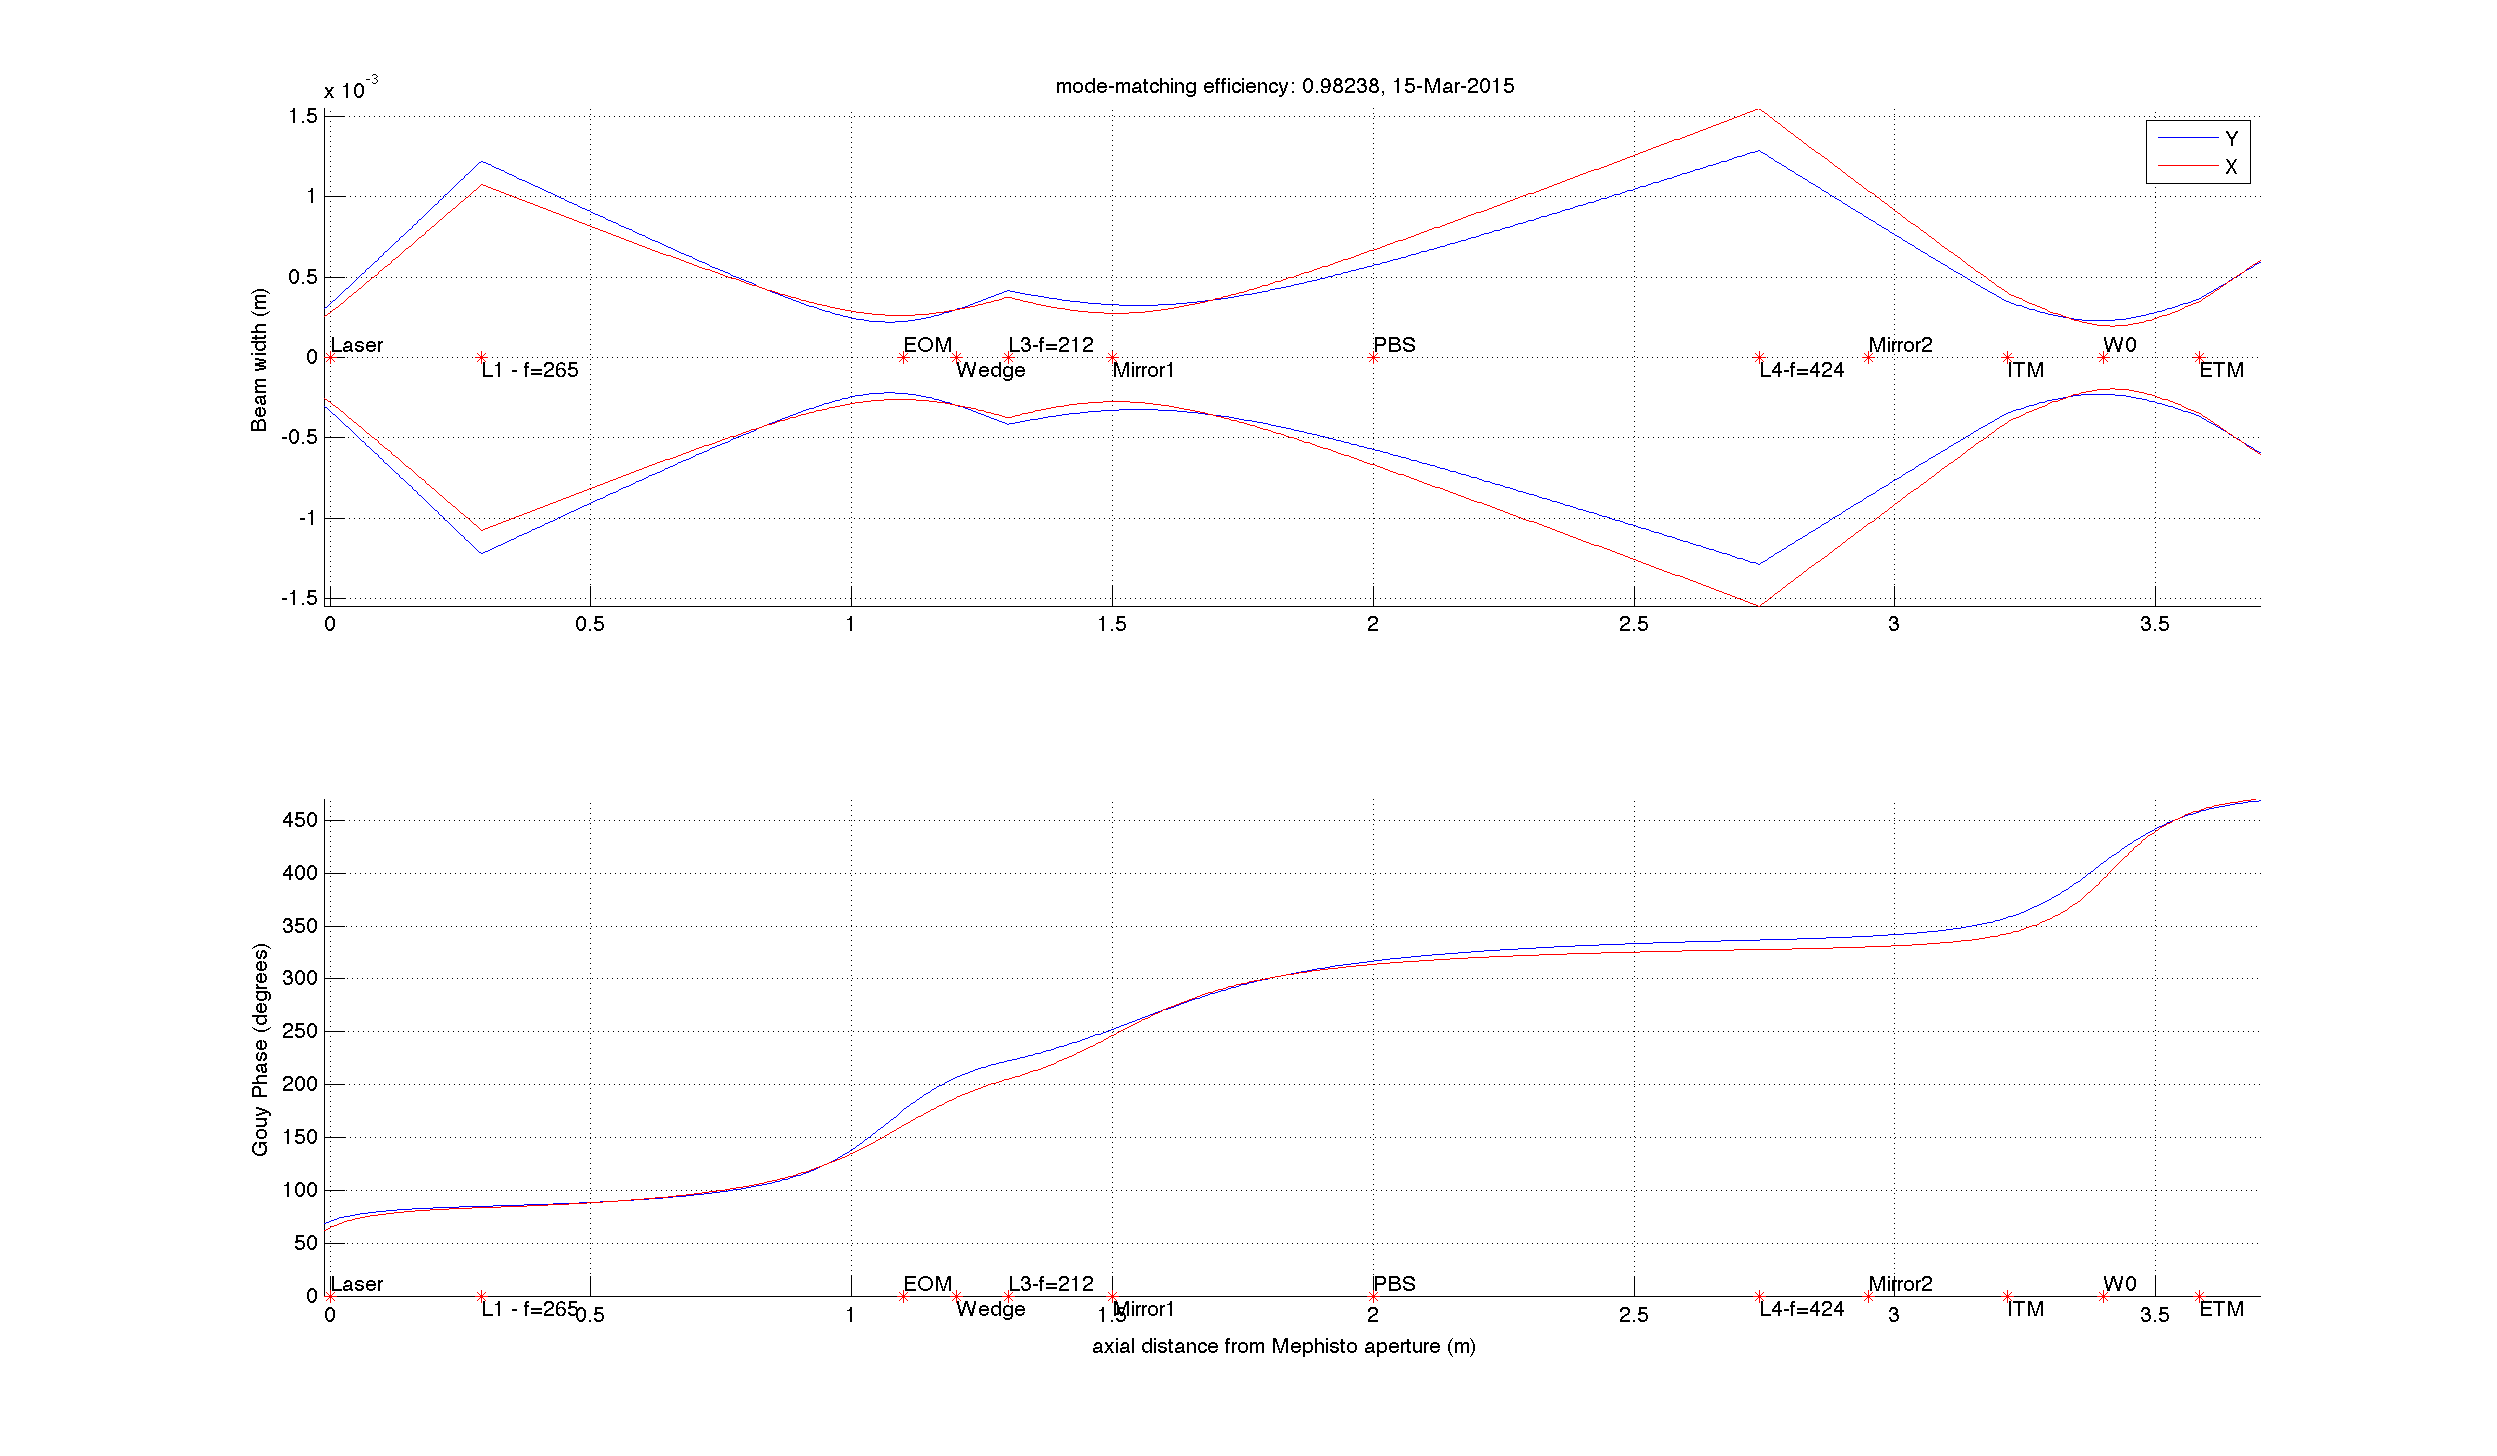 mode-matching efficiency: 0.98238, 15-Mar-2015
x 10^-3
1.5
1
0.5
0
-0.5
-1
-1.5
Beam width (m)
Y
X
Laser
L1 - f=265
EOM
Wedge
L3-f=212
Mirror1
PBS
L4-f=424
Mirror2
ITM
W0
ETM
0 0.5 1 1.5 2 2.5 3 3.5
450
400
350
300
250
200
150
100
50
0
Gouy Phase (degrees)
Laser
L1 - f=265
EOM
Wedge
L3-f=212
Mirror1
PBS
L4-f=424
Mirror2
ITM
W0
ETM
0 0.5 1 1.5 2 2.5 3 3.5
axial distance from Mephisto aperture (m)